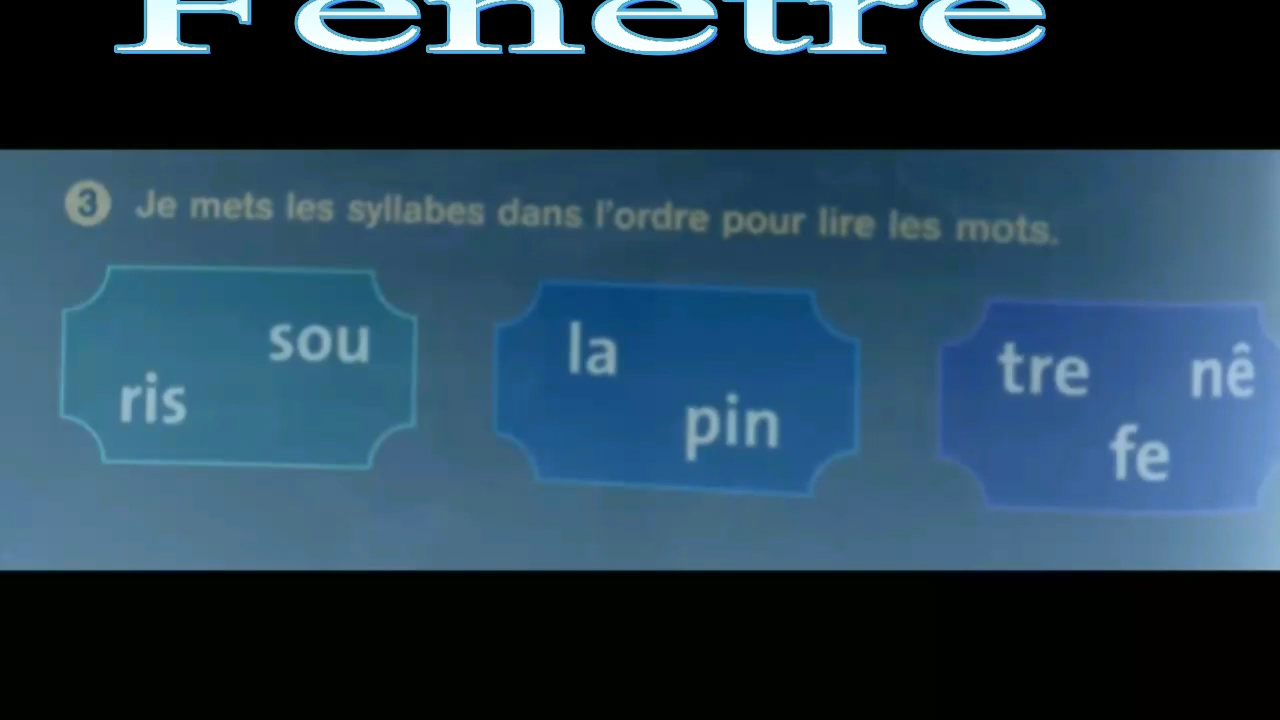 Fenêtre
3 Je mets les syllabes dans l'ordre pour lire les mots.
sou
ris
la
pin
tre nê
fe